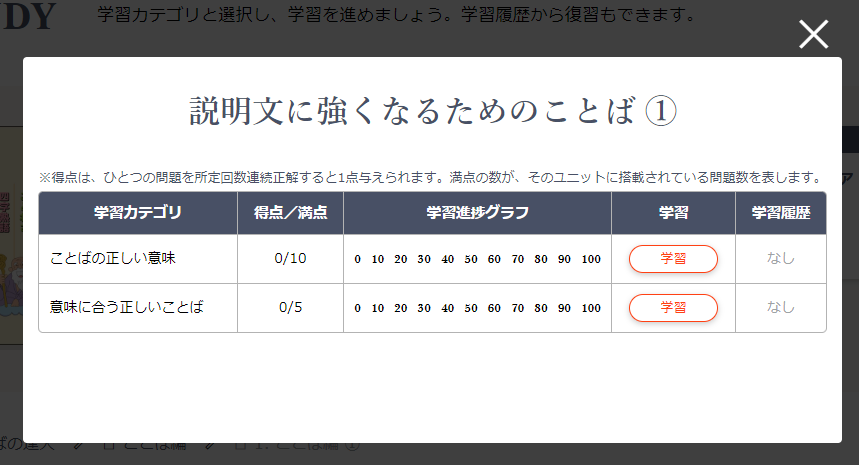 UDY
学習カテゴリと選択し、学習を進めましょう。学習履歴から復習もできます。
説明文に強くなるためのことば ①
※得点は、ひとつの問題を所定回数連続正解すると1点与えられます。満点の数が、そのユニットに搭載されている問題数を表します。
学習カテゴリ 得点／満点 学習進捗グラフ 学習 学習履歴
ことばの正しい意味 0/10 0 10 20 30 40 50 60 70 80 90 100 学習 なし
意味に合う正しいことば 0/5 0 10 20 30 40 50 60 70 80 90 100 学習 なし